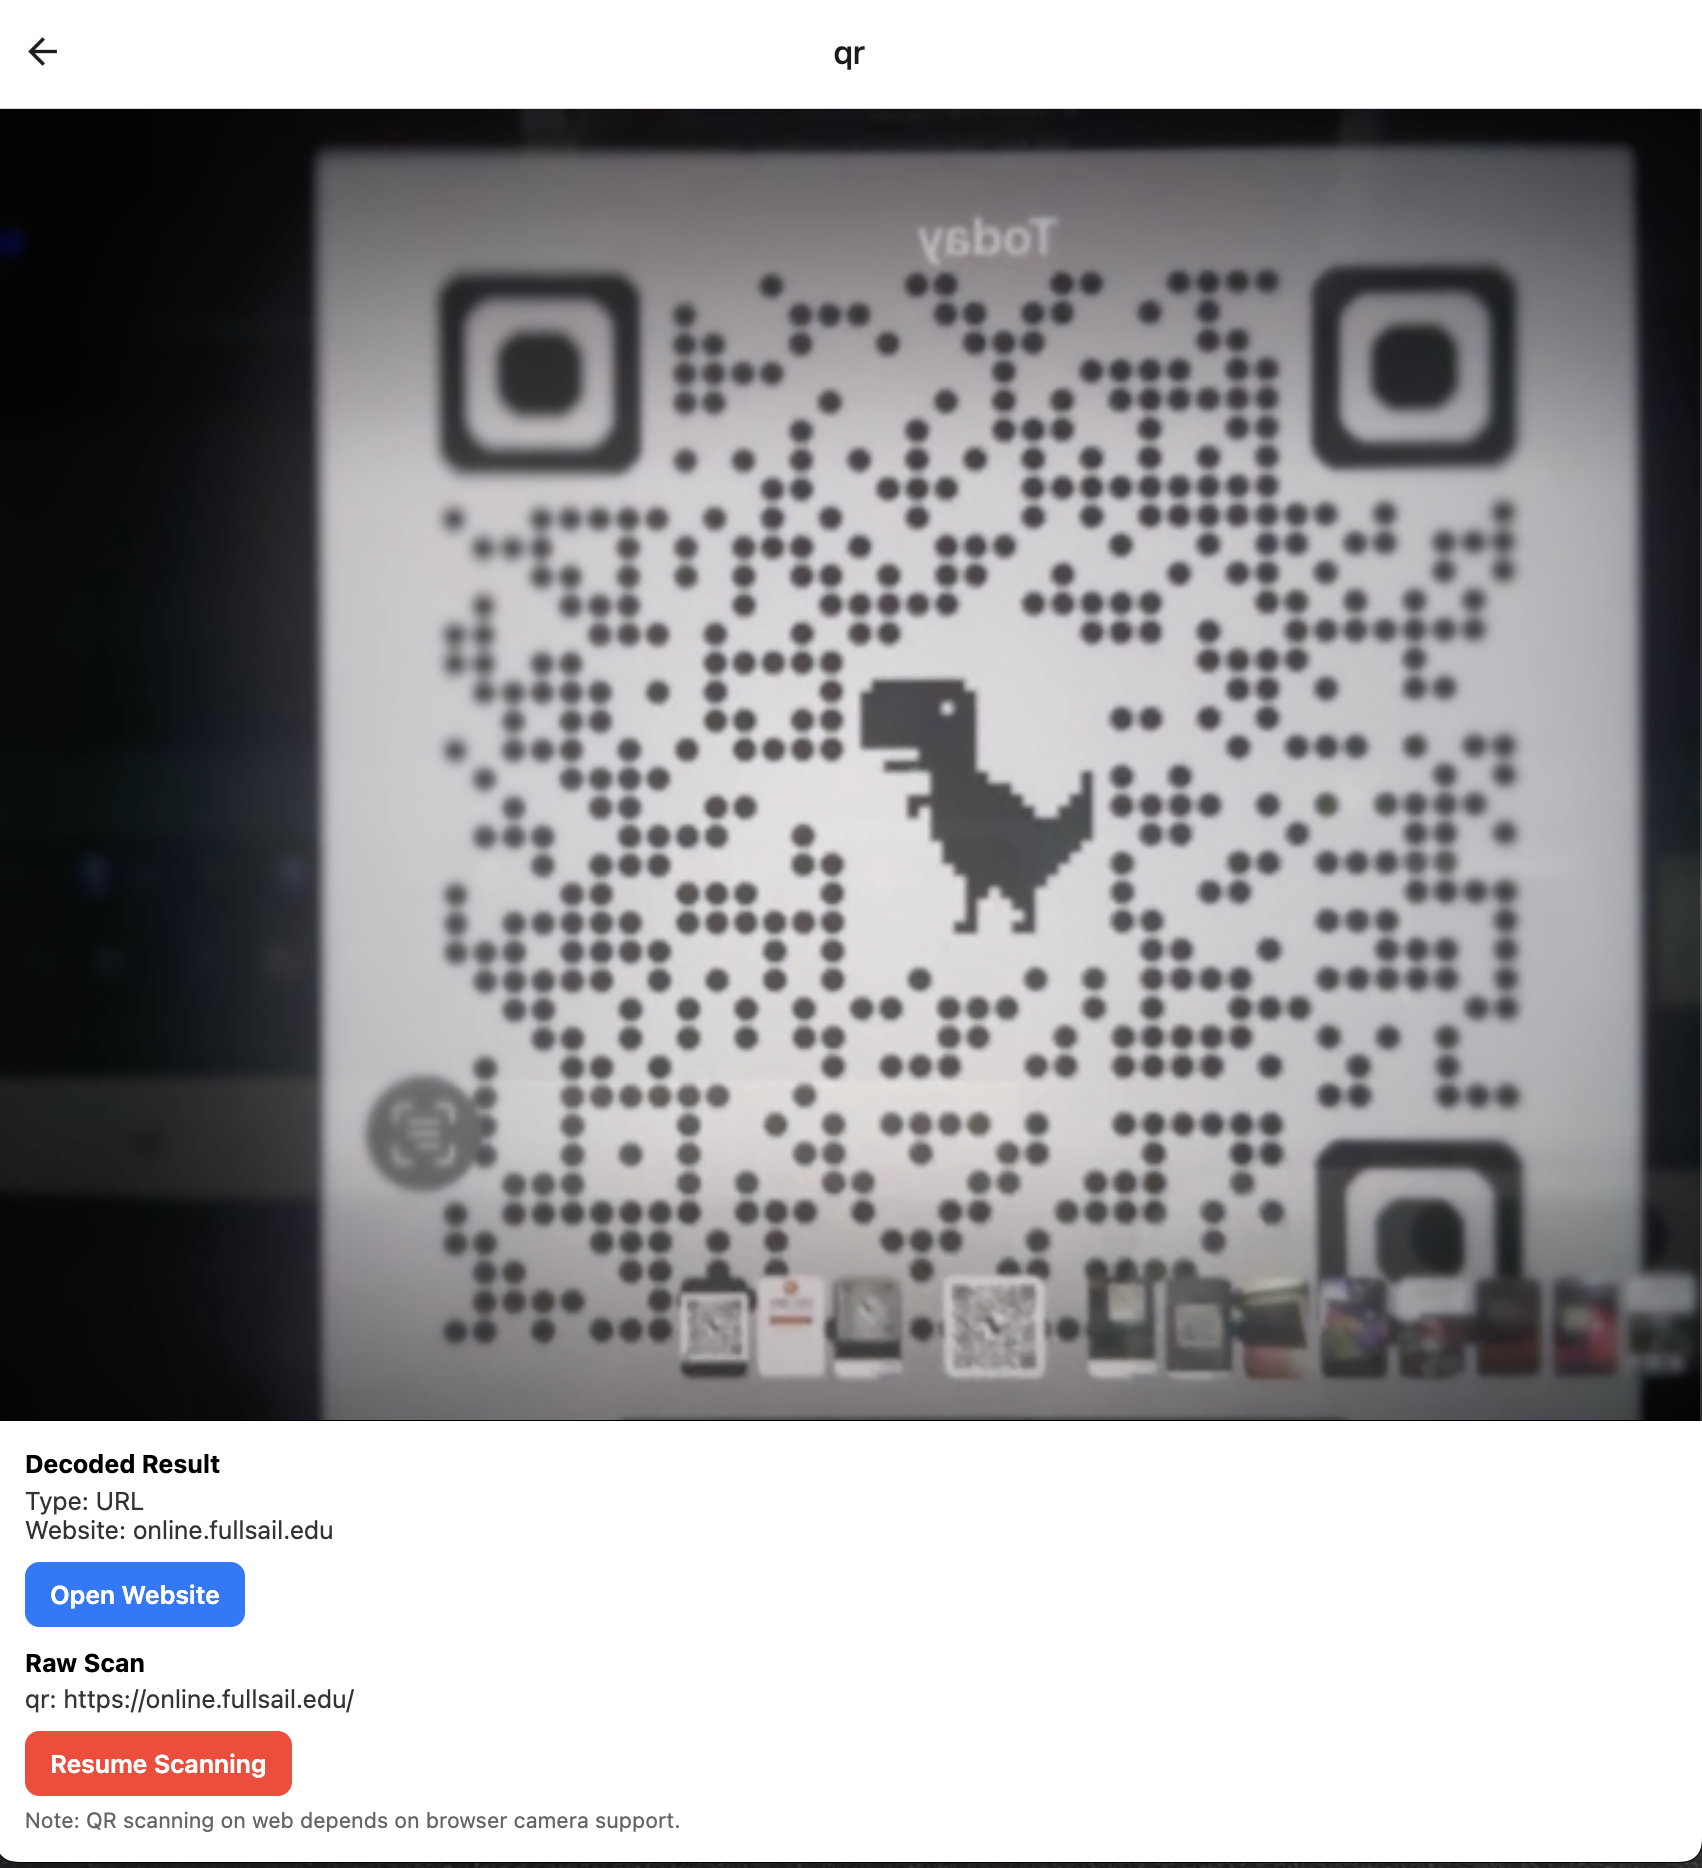 qr
Today
Decoded Result
Type: URL
Website: online.fullsail.edu
Open Website
Raw Scan
qr: https://online.fullsail.edu/
Resume Scanning
Note: QR scanning on web depends on browser camera support.